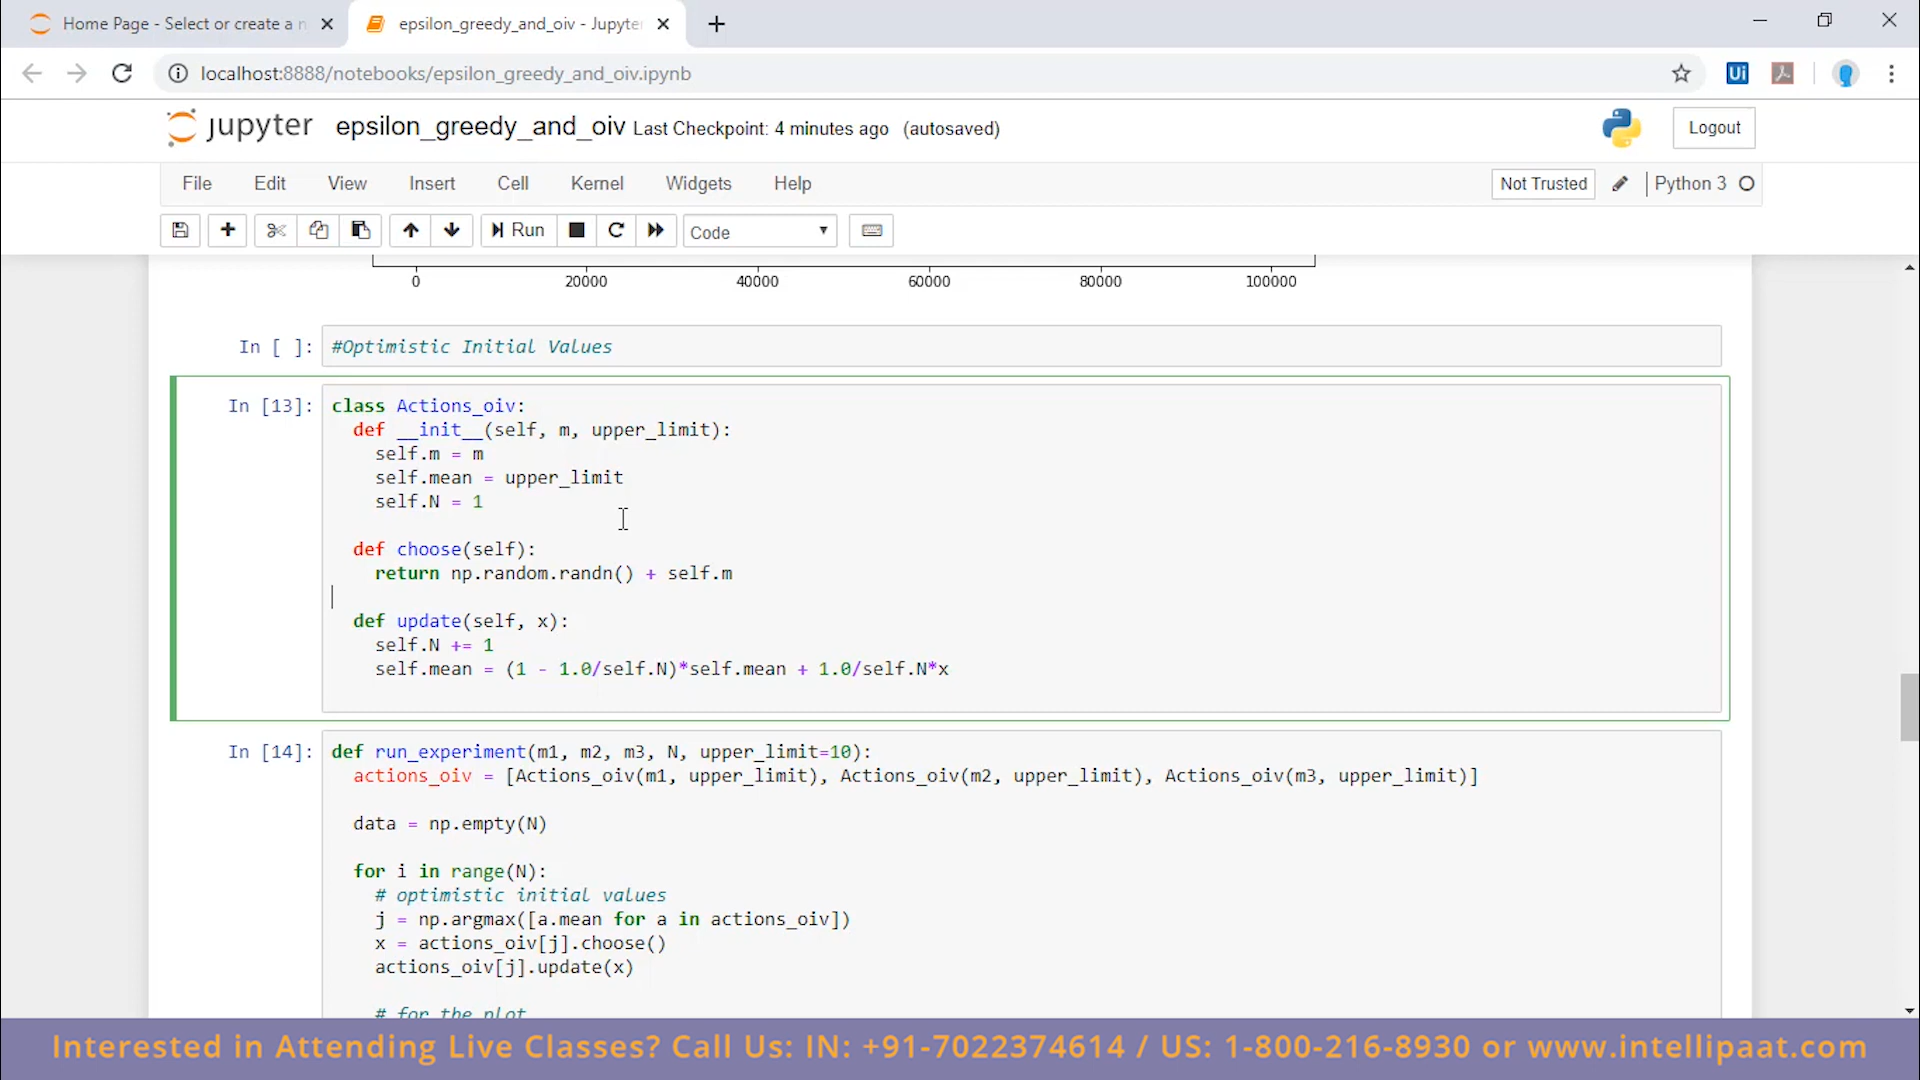 Home Page - Select or create a n
epsilon_greedy_and_oiv - Jupyte
localhost:8888/notebooks/epsilon_greedy_and_oiv.ipynb
Ui
jupyter epsilon_greedy_and_oiv Last Checkpoint: 4 minutes ago (autosaved)
Logout
File Edit View Insert Cell Kernel Widgets Help
Not Trusted
Python 3
Run
Code
0 20000 40000 60000 80000 100000
In [ ]: #Optimistic Initial Values
In [13]: class Actions_oiv:
def __init__(self, m, upper_limit):
self.m = m
self.mean = upper_limit
self.N = 1
def choose(self):
return np.random.randn() + self.m
def update(self, x):
self.N += 1
self.mean = (1 - 1.0/self.N)*self.mean + 1.0/self.N*x
In [14]: def run_experiment(m1, m2, m3, N, upper_limit=10):
actions_oiv = [Actions_oiv(m1, upper_limit), Actions_oiv(m2, upper_limit), Actions_oiv(m3, upper_limit)]
data = np.empty(N)
for i in range(N):
# optimistic initial values
j = np.argmax([a.mean for a in actions_oiv])
x = actions_oiv[j].choose()
actions_oiv[j].update(x)
# for the plot
Interested in Attending Live Classes? Call Us: IN: +91-7022374614 / US: 1-800-216-8930 or www.intellipaat.com